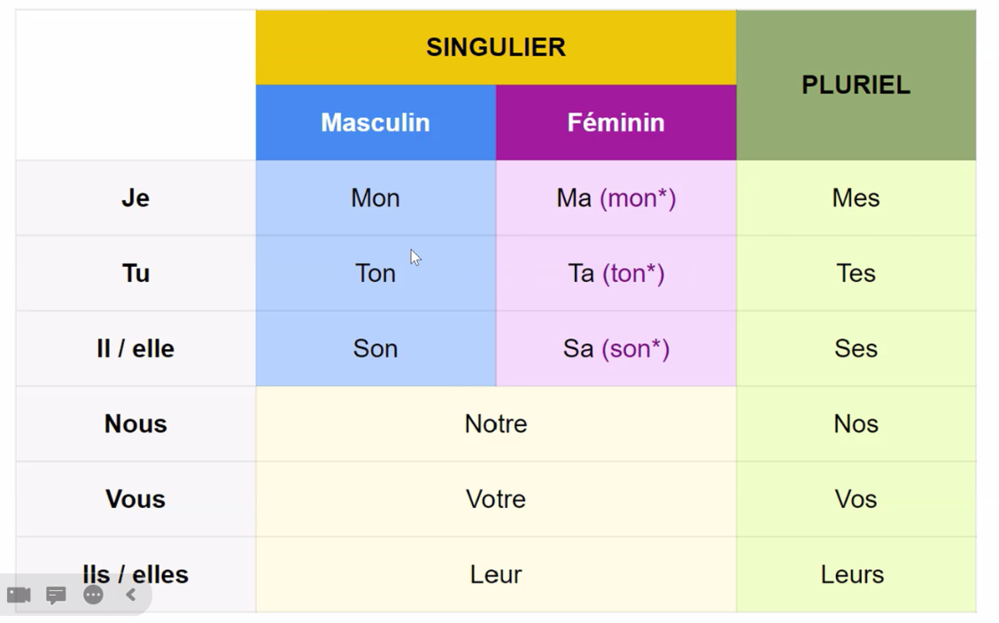 SINGULIER
PLURIEL
Masculin Féminin
Je Mon Ma (mon*) Mes
Tu Ton Ta (ton*) Tes
Il / elle Son Sa (son*) Ses
Nous Notre Nos
Vous Votre Vos
Ils / elles Leur Leurs